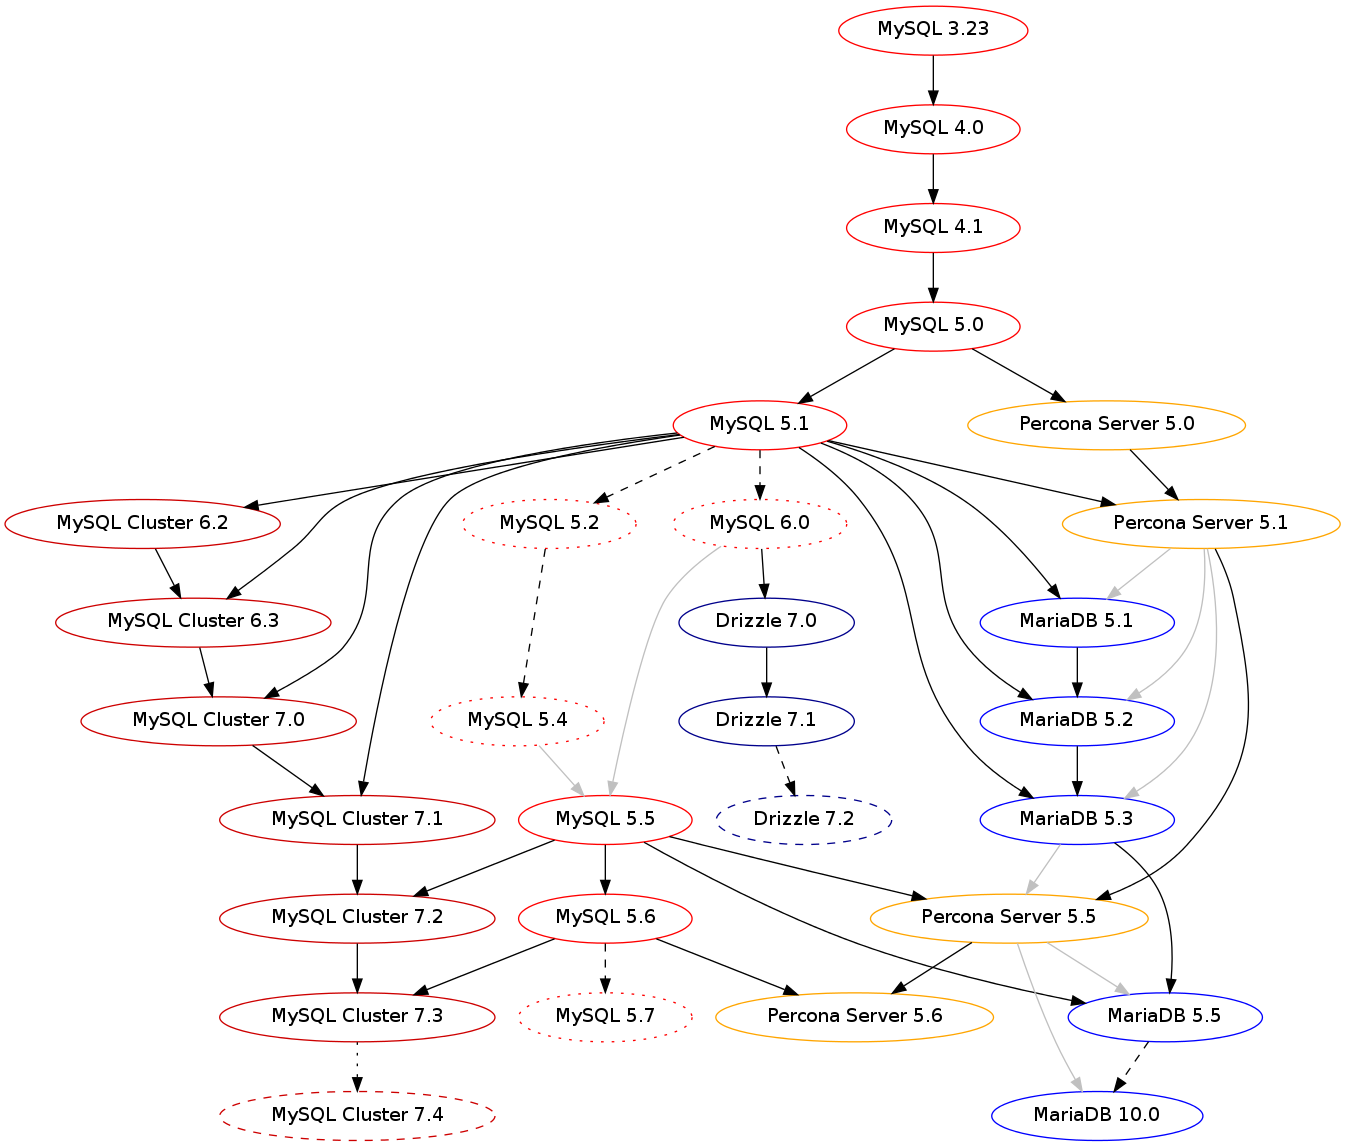 MySQL 3.23
MySQL 4.0
MySQL 4.1
MySQL 5.0
MySQL 5.1
Percona Server 5.0
MySQL Cluster 6.2
MySQL 5.2
MySQL 6.0
Percona Server 5.1
MySQL Cluster 6.3
Drizzle 7.0
MariaDB 5.1
MySQL Cluster 7.0
MySQL 5.4
Drizzle 7.1
MariaDB 5.2
MySQL Cluster 7.1
MySQL 5.5
Drizzle 7.2
MariaDB 5.3
MySQL Cluster 7.2
MySQL 5.6
Percona Server 5.5
MySQL Cluster 7.3
MySQL 5.7
Percona Server 5.6
MariaDB 5.5
MySQL Cluster 7.4
MariaDB 10.0